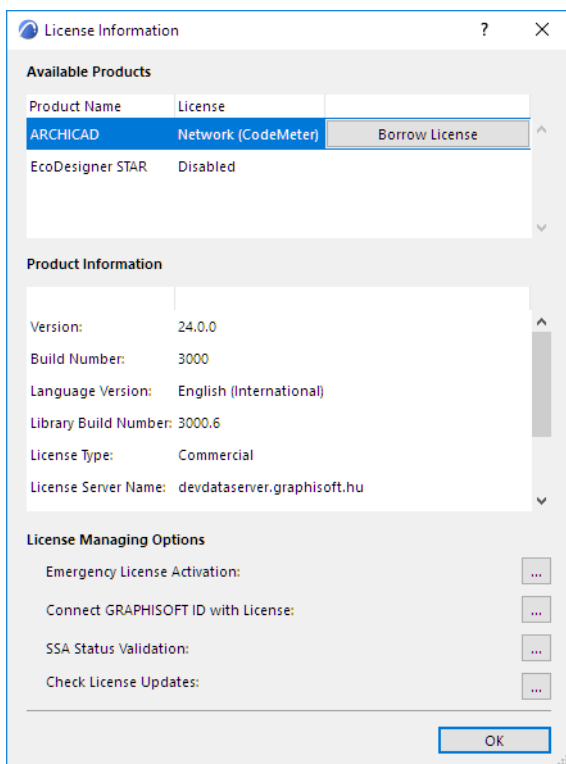 License Information ?
Available Products
Product Name License
ARCHICAD Network (CodeMeter) Borrow License
EcoDesigner STAR Disabled
Product Information
Version: 24.0.0
Build Number: 3000
Language Version: English (International)
Library Build Number: 3000.6
License Type: Commercial
License Server Name: devdataserver.graphisoft.hu
License Managing Options
Emergency License Activation: ...
Connect GRAPHISOFT ID with License: ...
SSA Status Validation: ...
Check License Updates: ...
OK